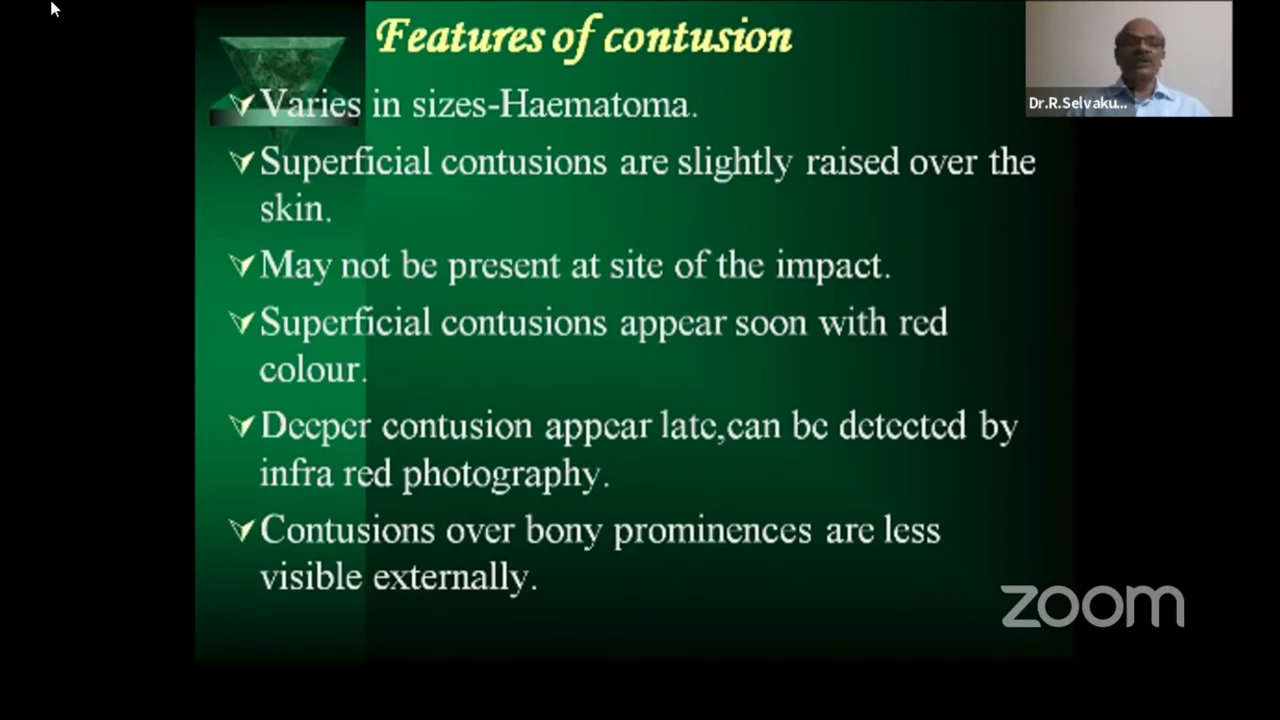 Features of contusion
Varies in sizes-Haematoma.
Superficial contusions are slightly raised over the
skin.
May not be present at site of the impact.
Superficial contusions appear soon with red
colour.
Deeper contusion appear late,can be detected by
infra red photography.
Contusions over bony prominences are less
visible externally.
Dr.R.Selvaku...
zoom